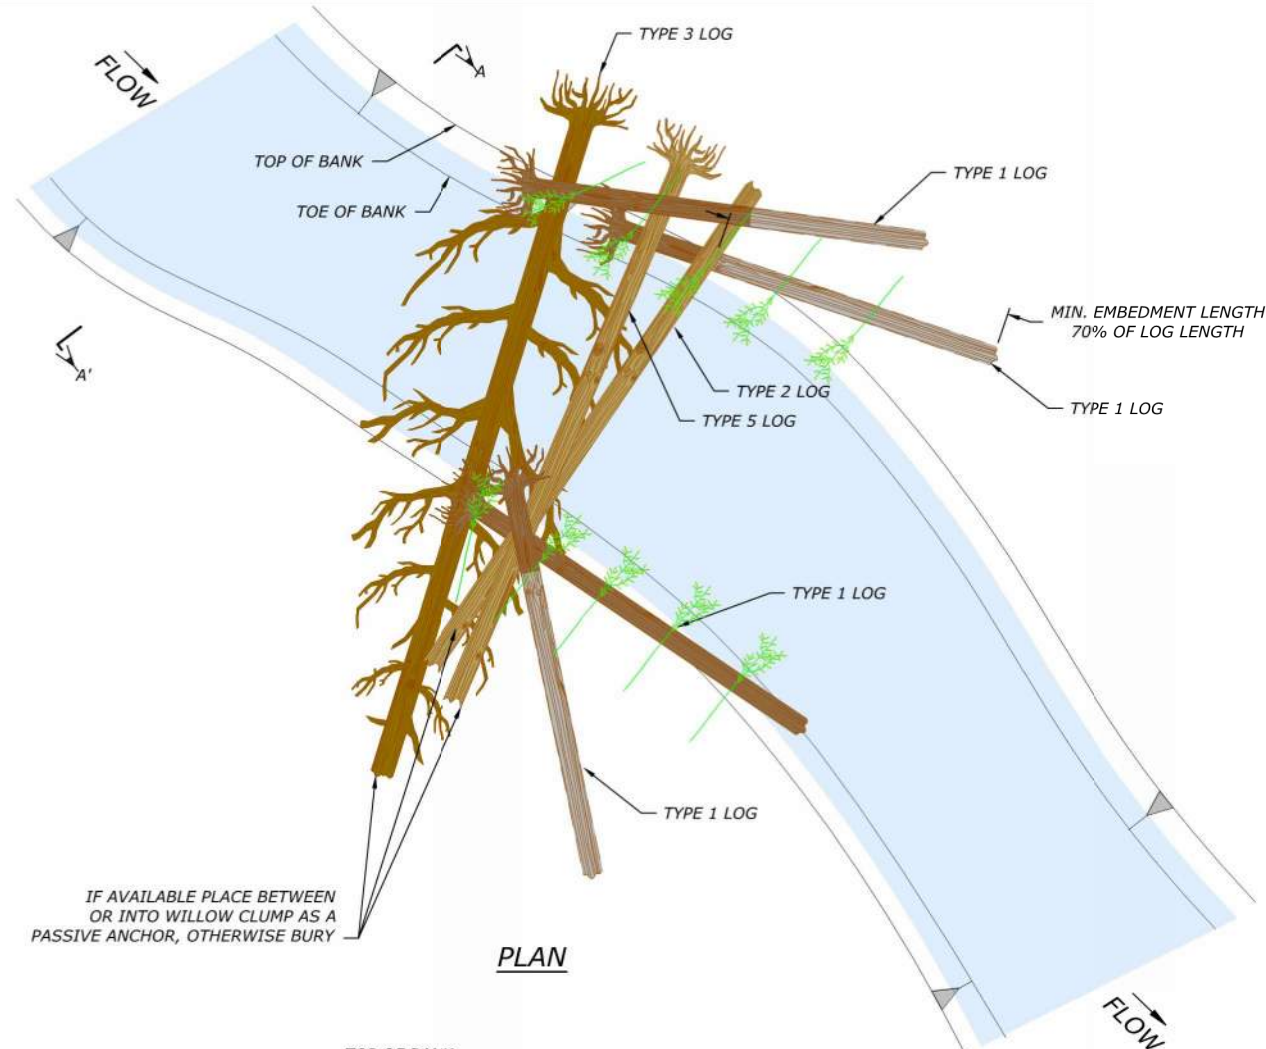 TYPE 3 LOG
FLOW
A
TOP OF BANK
TYPE 1 LOG
TOE OF BANK
MIN. EMBEDMENT LENGTH
70% OF LOG LENGTH
A'
TYPE 2 LOG
TYPE 1 LOG
TYPE 5 LOG
TYPE 1 LOG
TYPE 1 LOG
IF AVAILABLE PLACE BETWEEN
OR INTO WILLOW CLUMP AS A
PASSIVE ANCHOR, OTHERWISE BURY
PLAN
FLOW